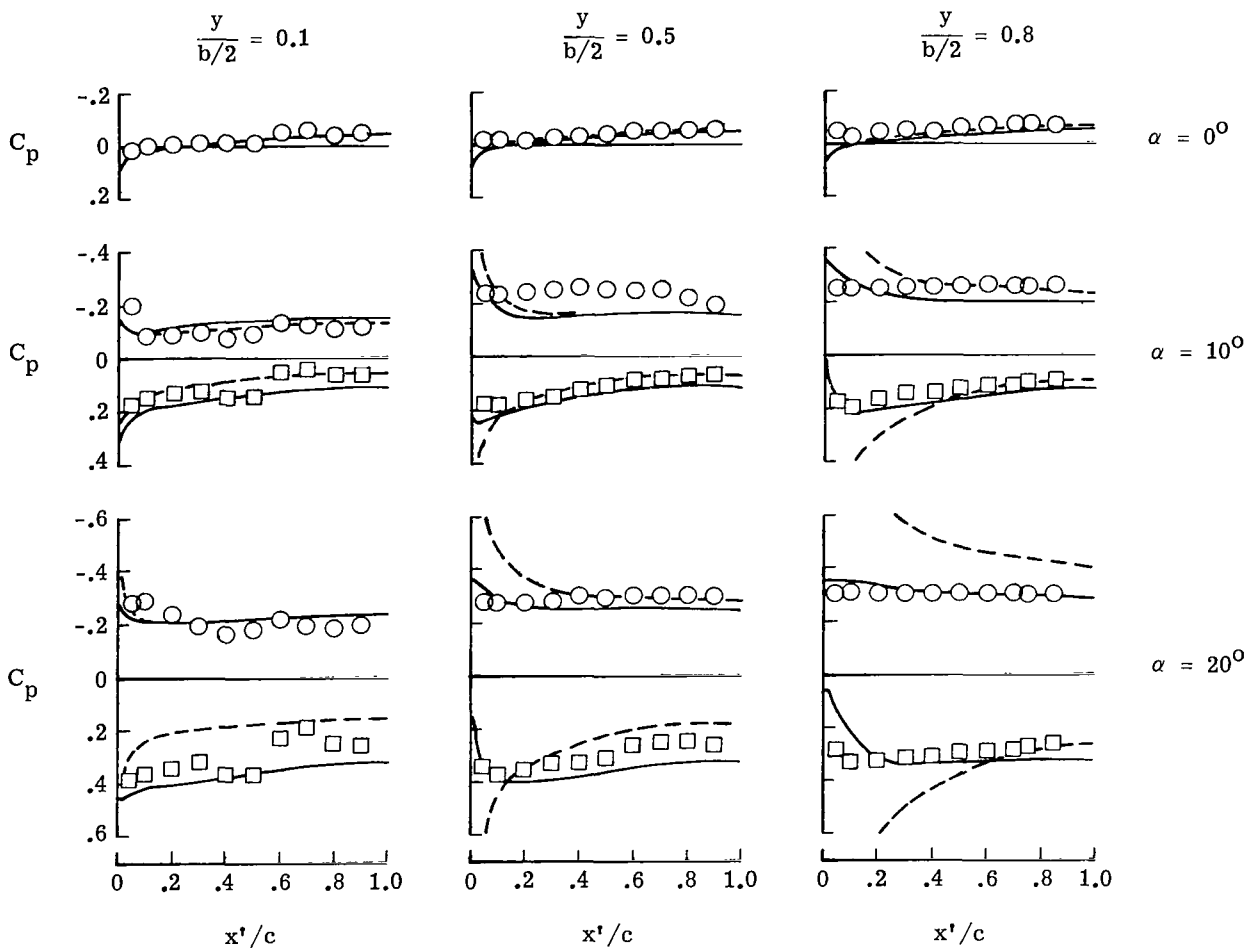 y/(b/2) = 0.1
y/(b/2) = 0.5
y/(b/2) = 0.8
-.2
C_p 0
.2
α = 0°
-.4
-.2
C_p 0
.2
.4
α = 10°
-.6
-.4
-.2
C_p 0
.2
.4
.6
α = 20°
0 .2 .4 .6 .8 1.0
0 .2 .4 .6 .8 1.0
0 .2 .4 .6 .8 1.0
x'/c
x'/c
x'/c